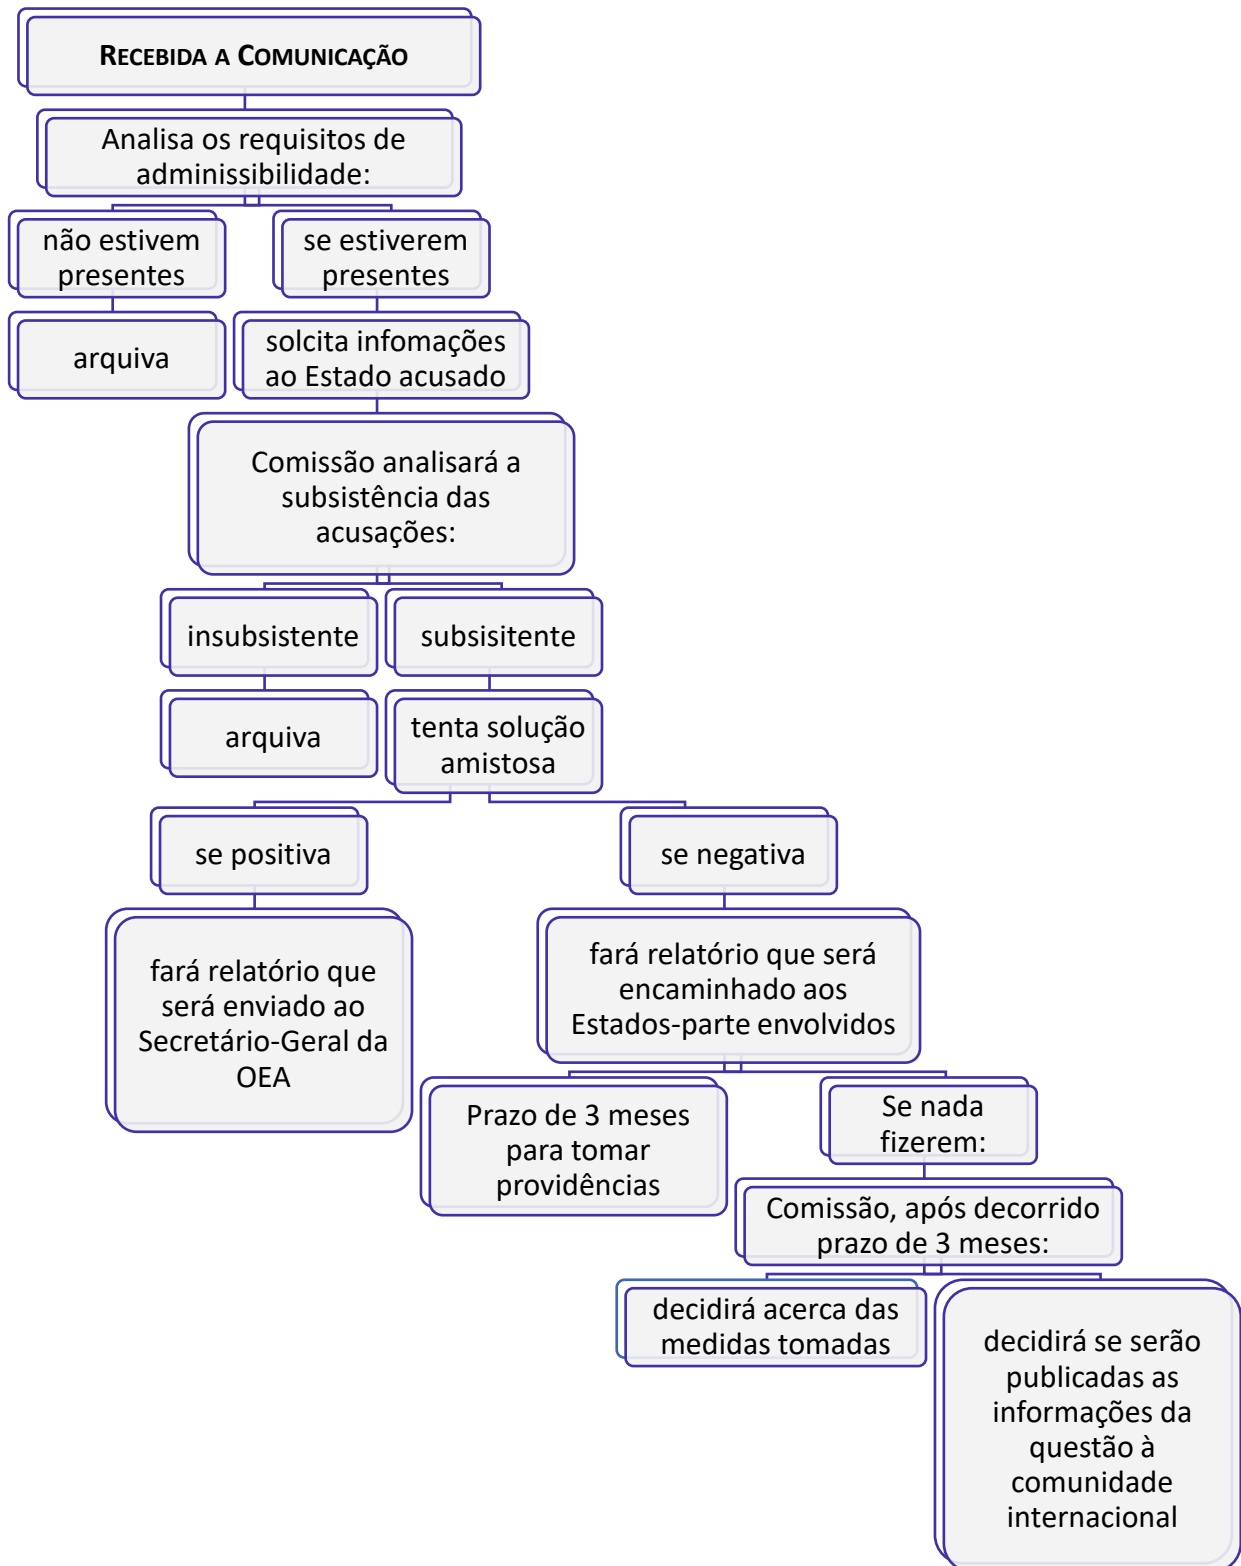 RECEBIDA A COMUNICAÇÃO
Analisa os requisitos de
adminissibilidade:
não estivem
presentes
se estiverem
presentes
arquiva
solcita infomações
ao Estado acusado
Comissão analisará a
subsistência das
acusações:
insubsistente
subsisitente
arquiva
tenta solução
amistosa
se positiva
se negativa
fará relatório que
será enviado ao
Secretário-Geral da
OEA
fará relatório que será
encaminhado aos
Estados-parte envolvidos
Prazo de 3 meses
para tomar
providências
Se nada
fizerem:
Comissão, após decorrido
prazo de 3 meses:
decidirá acerca das
medidas tomadas
decidirá se serão
publicadas as
informações da
questão à
comunidade
internacional